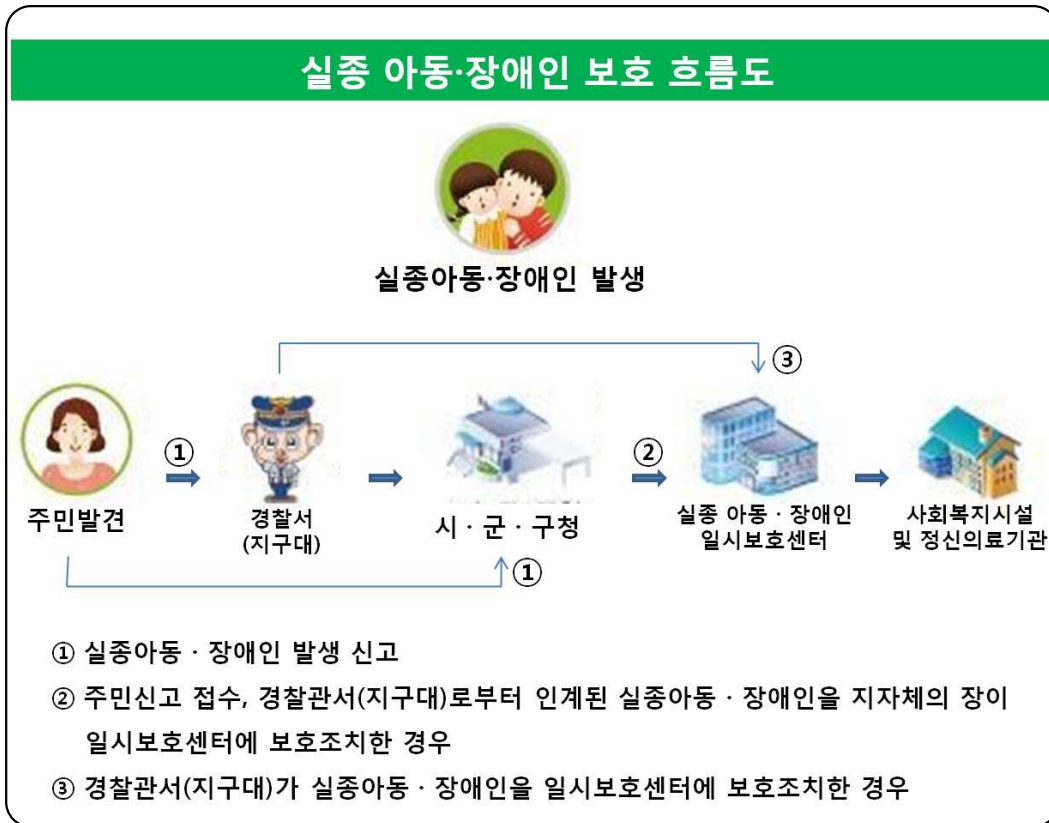 실종 아동·장애인 보호 흐름도
실종아동·장애인 발생
③
①
②
주민발견
경찰서
(지구대)
시 · 군 · 구청
실종 아동 · 장애인
일시보호센터
사회복지시설
및 정신의료기관
①
① 실종아동 · 장애인 발생 신고
② 주민신고 접수, 경찰관서(지구대)로부터 인계된 실종아동 · 장애인을 지자체의 장이
일시보호센터에 보호조치한 경우
③ 경찰관서(지구대)가 실종아동 · 장애인을 일시보호센터에 보호조치한 경우